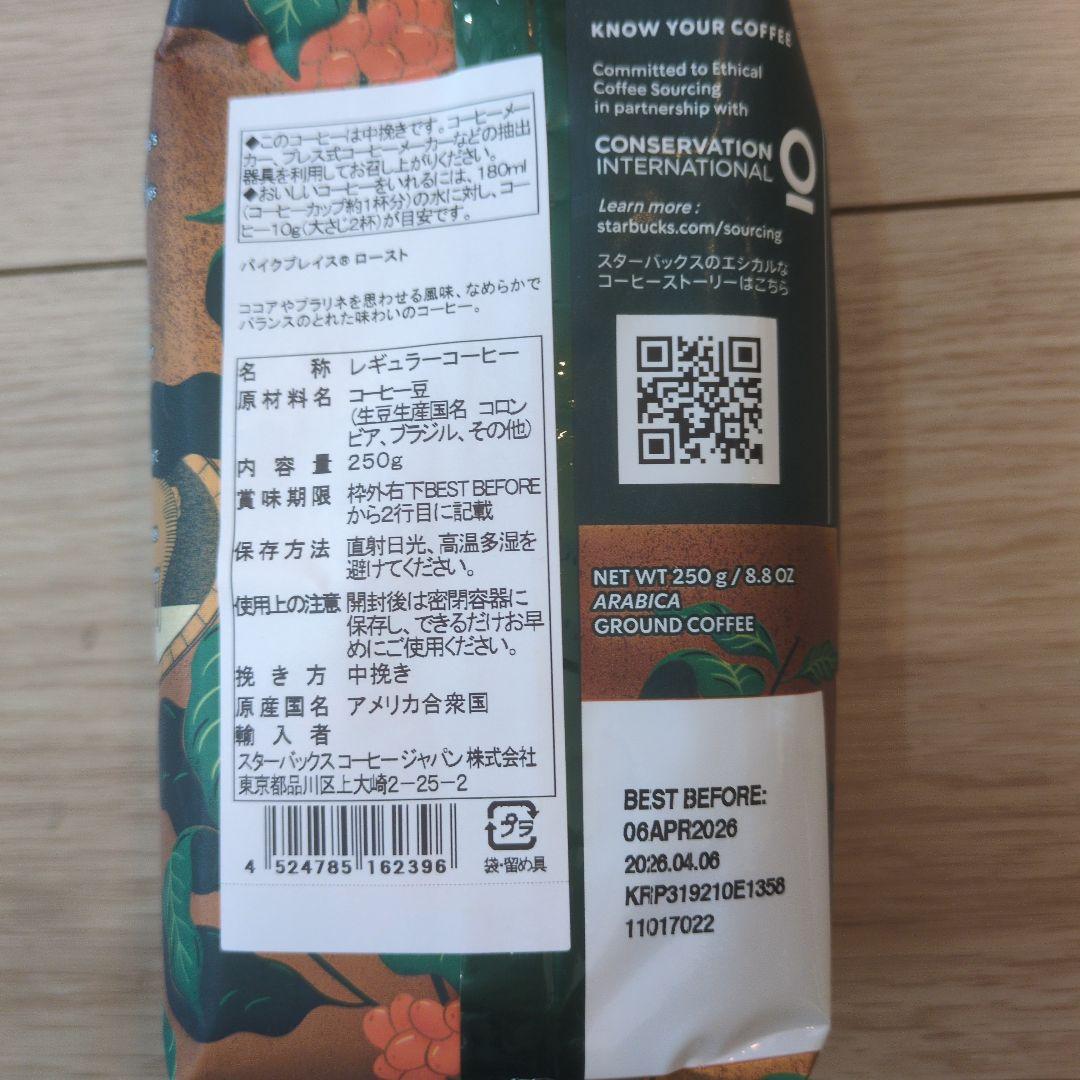 ◆このコーヒーは中挽きです。コーヒーメー
カー、プレス式コーヒーメーカーなどの抽出
器具を利用してお召し上がりください。
◆おいしいコーヒーをいれるには、180ml
(コーヒーカップ約1杯分)の水に対し、コー
ヒー10g(大さじ2杯)が目安です。
パイクプレイス® ロースト
ココアやプラリネを思わせる風味、なめらかで
バランスのとれた味わいのコーヒー。
名 称 レギュラーコーヒー
原材料名 コーヒー豆
(生豆生産国名 コロン
ビア、ブラジル、その他)
内 容 量 250g
賞味期限 枠外右下BEST BEFORE
から2行目に記載
保存方法 直射日光、高温多湿を
避けてください。
使用上の注意 開封後は密閉容器に
保存し、できるだけお早
めにご使用ください。
挽 き 方 中挽き
原産国名 アメリカ合衆国
輸 入 者
スターバックス コーヒー ジャパン 株式会社
東京都品川区上大崎2-25-2
4 524785 162396
プラ
袋・留め具
KNOW YOUR COFFEE
Committed to Ethical
Coffee Sourcing
in partnership with
CONSERVATION
INTERNATIONAL
Learn more :
starbucks.com/sourcing
スターバックスのエシカルな
コーヒーストーリーはこちら
NET WT 250 g / 8.8 OZ
ARABICA
GROUND COFFEE
BEST BEFORE:
06APR2026
2026.04.06
KRP319210E1358
11017022